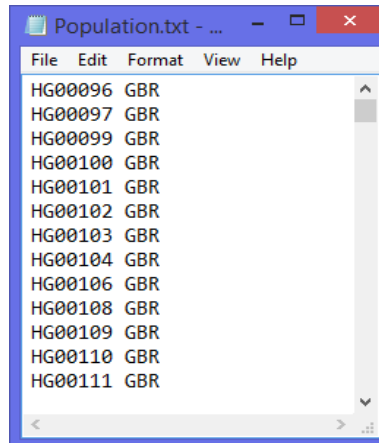 Population.txt - ...
File Edit Format View Help
HG00096 GBR
HG00097 GBR
HG00099 GBR
HG00100 GBR
HG00101 GBR
HG00102 GBR
HG00103 GBR
HG00104 GBR
HG00106 GBR
HG00108 GBR
HG00109 GBR
HG00110 GBR
HG00111 GBR